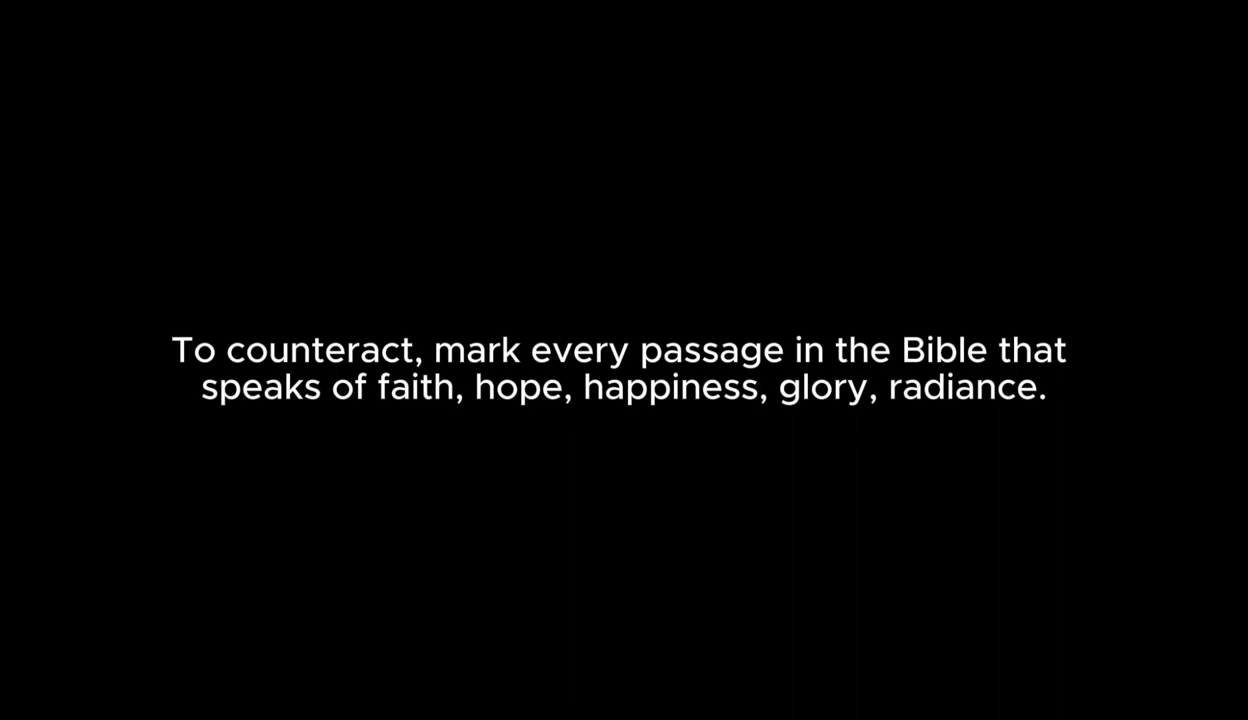 To counteract, mark every passage in the Bible that
speaks of faith, hope, happiness, glory, radiance.